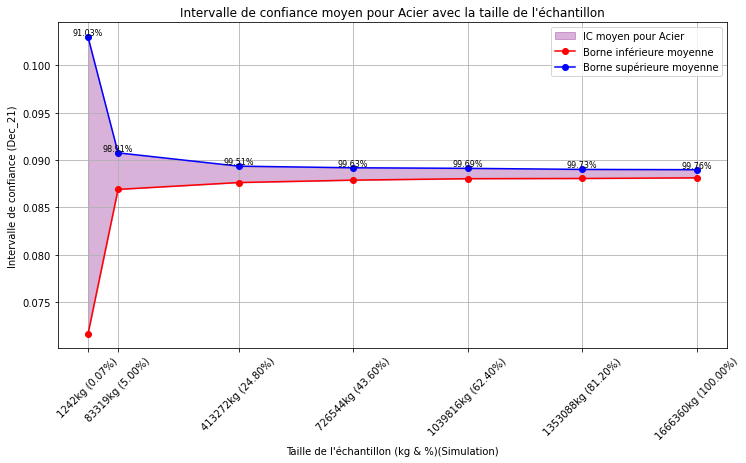 Intervalle de confiance moyen pour Acier avec la taille de l'échantillon
IC moyen pour Acier
Borne inférieure moyenne
Borne supérieure moyenne
91.03%
98.91%
99.51%
99.63%
99.69%
99.73%
99.76%
Intervalle de confiance (Dec_21)
0.100
0.095
0.090
0.085
0.080
0.075
1242kg (0.07%)
83319kg (5.00%)
413272kg (24.80%)
726544kg (43.60%)
1039816kg (62.40%)
1353088kg (81.20%)
1666360kg (100.00%)
Taille de l'échantillon (kg & %)(Simulation)